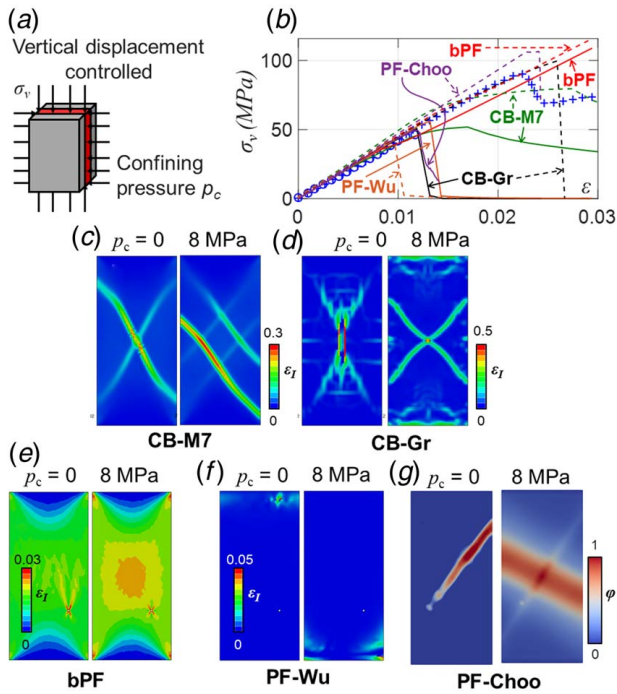 (a)
Vertical displacement
controlled
σv
Confining
pressure pc
(b)
σv (MPa)
100
50
0
0
0.01
0.02
0.03
ε
bPF
bPF
PF-Choo
CB-M7
PF-Wu
CB-Gr
(c) pc = 0 8 MPa
0.3
εI
0
CB-M7
(d) pc = 0 8 MPa
0.5
εI
0
CB-Gr
(e) pc = 0 8 MPa
0.03
εI
0
bPF
(f) pc = 0 8 MPa
0.05
εI
0
PF-Wu
(g) pc = 0 8 MPa
1
φ
0
PF-Choo